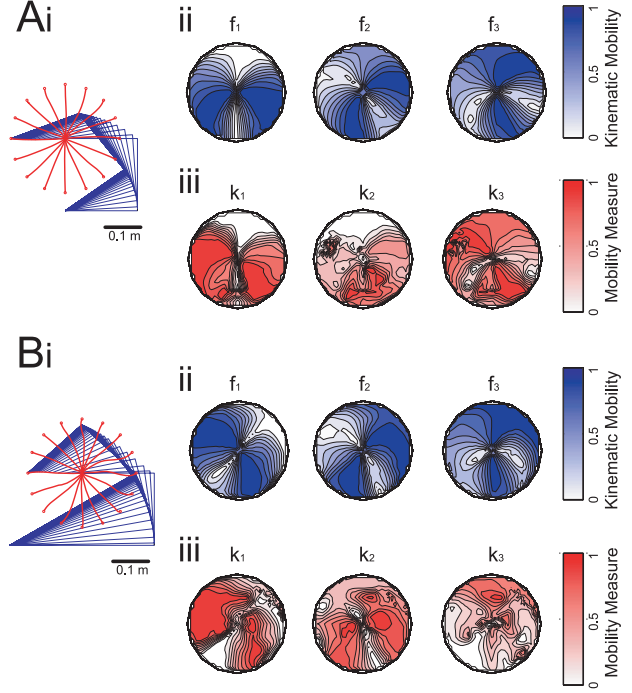 Ai
ii
f1 f2 f3
1
0.5
0
Kinematic Mobility
iii
k1 k2 k3
1
0.5
0
Mobility Measure
0.1 m
Bi
ii
f1 f2 f3
1
0.5
0
Kinematic Mobility
0.1 m
iii
k1 k2 k3
1
0.5
0
Mobility Measure